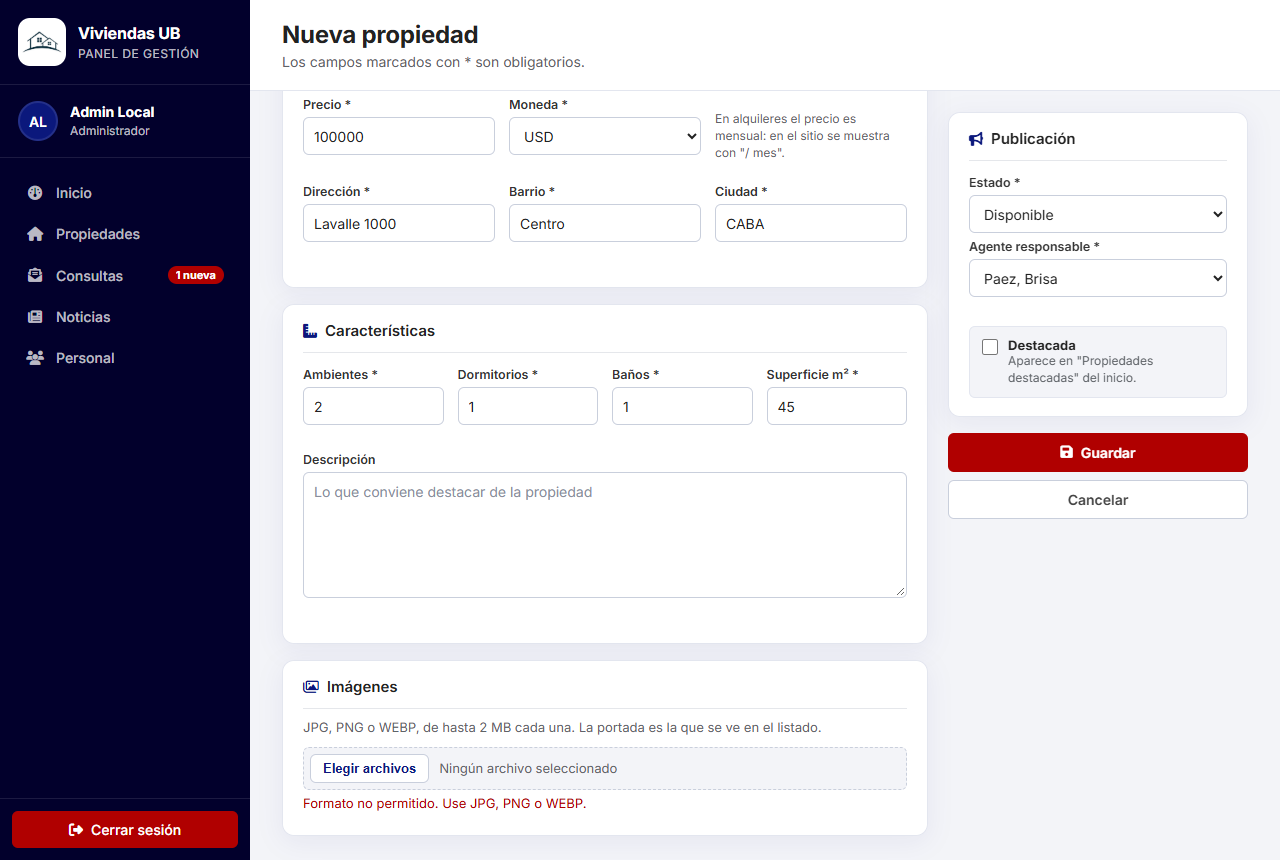 Viviendas UB
PANEL DE GESTIÓN
AL
Admin Local
Administrador
Inicio
Propiedades
Consultas
1 nueva
Noticias
Personal
Cerrar sesión
Nueva propiedad
Los campos marcados con * son obligatorios.
Precio *
100000
Moneda *
USD
En alquileres el precio es
mensual: en el sitio se muestra
con "/ mes".
Dirección *
Lavalle 1000
Barrio *
Centro
Ciudad *
CABA
Características
Ambientes *
2
Dormitorios *
1
Baños *
1
Superficie m² *
45
Descripción
Lo que conviene destacar de la propiedad
Imágenes
JPG, PNG o WEBP, de hasta 2 MB cada una. La portada es la que se ve en el listado.
Elegir archivos
Ningún archivo seleccionado
Formato no permitido. Use JPG, PNG o WEBP.
Publicación
Estado *
Disponible
Agente responsable *
Paez, Brisa
Destacada
Aparece en "Propiedades
destacadas" del inicio.
Guardar
Cancelar